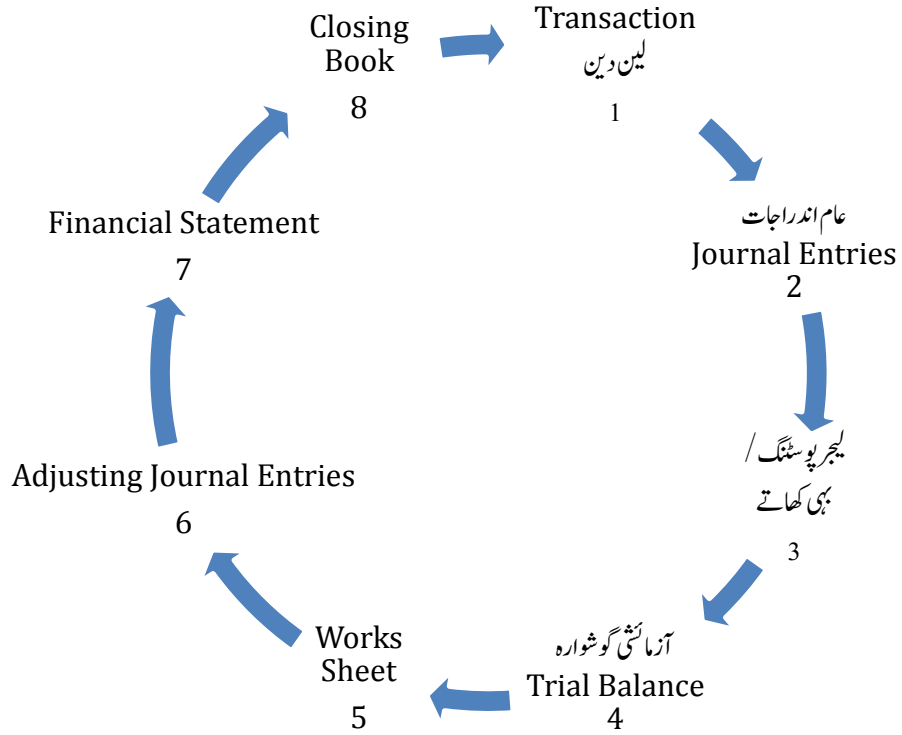 Transaction
لین دین
1
عام اندراجات
Journal Entries
2
لیجر پوسٹنگ /
بہی کھاتے
3
آزمائشی گوشوارہ
Trial Balance
4
Works
Sheet
5
Adjusting Journal Entries
6
Financial Statement
7
Closing
Book
8